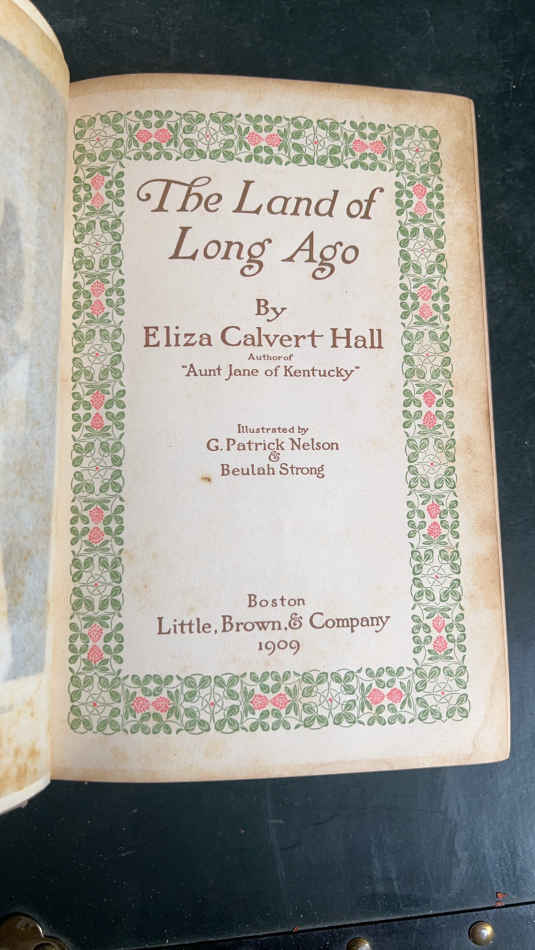 The Land of
Long Ago
By
Eliza Calvert Hall
Author of
"Aunt Jane of Kentucky"
Illustrated by
G. Patrick Nelson
&
Beulah Strong
Boston
Little, Brown, & Company
1909